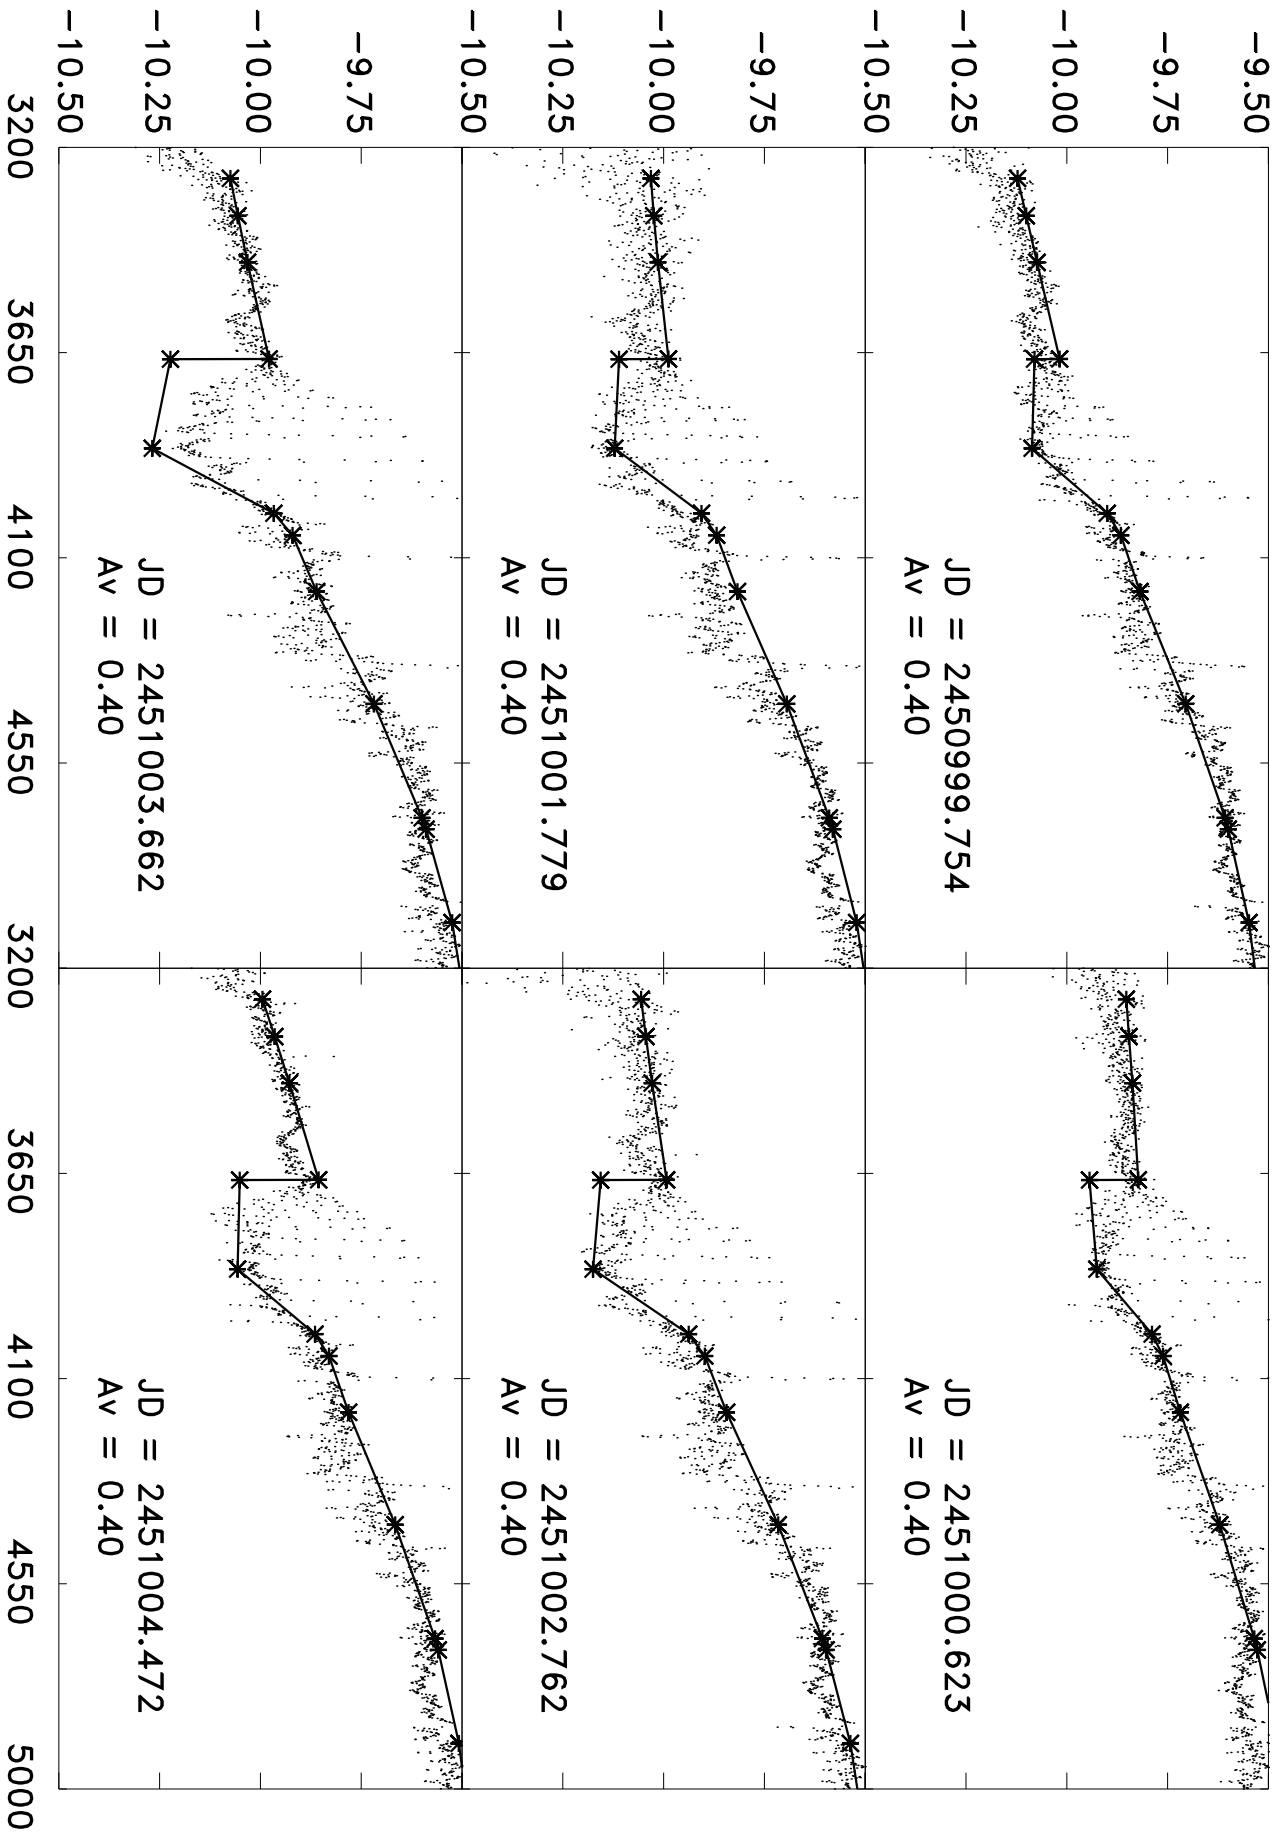 -9.50
-9.75
-10.00
-10.25
-10.50
JD = 2450999.754
Av = 0.40
JD = 2451000.623
Av = 0.40
-9.75
-10.00
-10.25
-10.50
JD = 2451001.779
Av = 0.40
JD = 2451002.762
Av = 0.40
-9.75
-10.00
-10.25
-10.50
JD = 2451003.662
Av = 0.40
JD = 2451004.472
Av = 0.40
3200 3650 4100 4550 3200 3650 4100 4550 5000